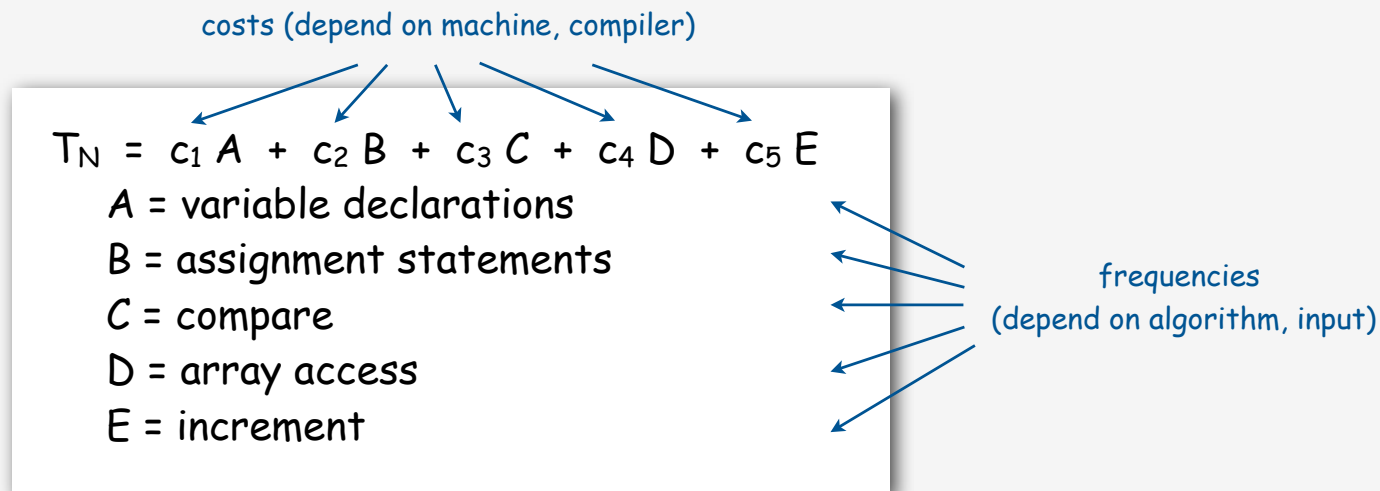 costs (depend on machine, compiler)
T_N = c₁ A + c₂ B + c₃ C + c₄ D + c₅ E
A = variable declarations
B = assignment statements
C = compare
D = array access
E = increment
frequencies
(depend on algorithm, input)